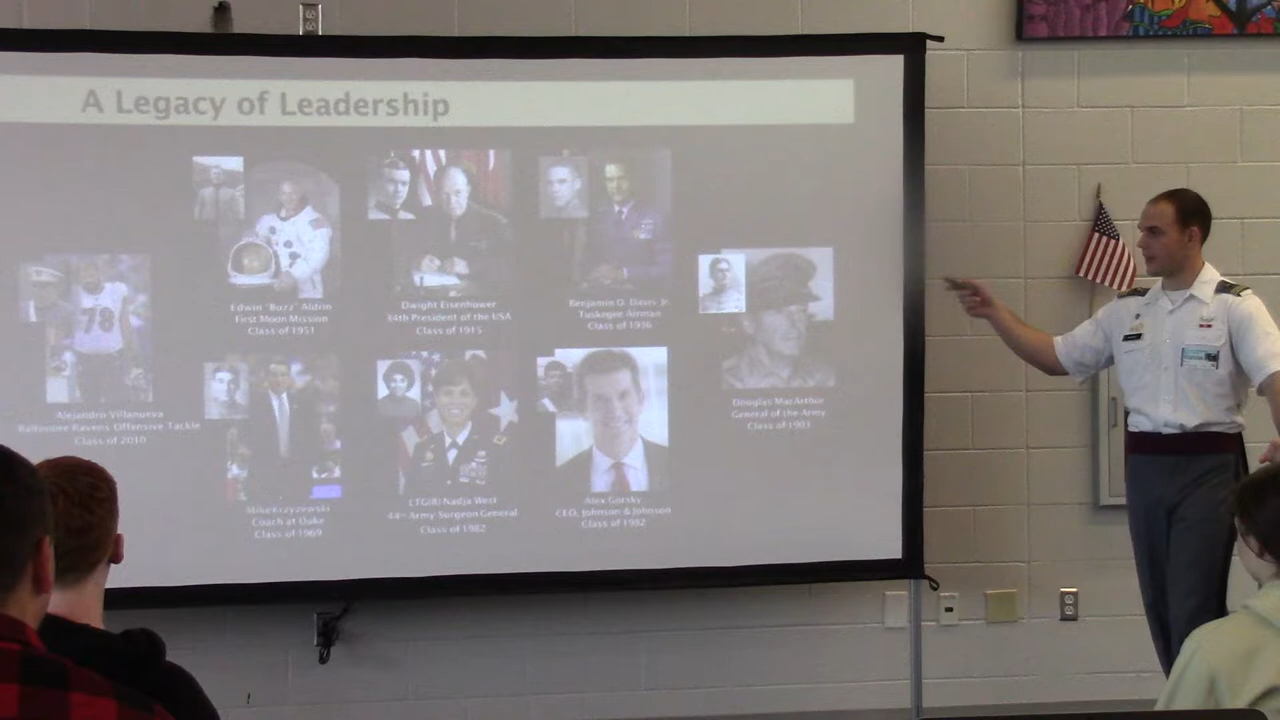 A Legacy of Leadership
Edwin "Buzz" Aldrin
First Moon Mission
Class of 1951
Dwight Eisenhower
34th President of the USA
Class of 1915
Benjamin O. Davis Jr.
Tuskegee Airman
Class of 1936
78
Alejandro Villanueva
Baltimore Ravens Offensive Tackle
Class of 2010
Douglas MacArthur
General of the Army
Class of 1903
Mike Krzyzewski
Coach at Duke
Class of 1969
LTG(R) Nadja West
44th Army Surgeon General
Class of 1982
Alex Gorsky
CEO, Johnson & Johnson
Class of 1982